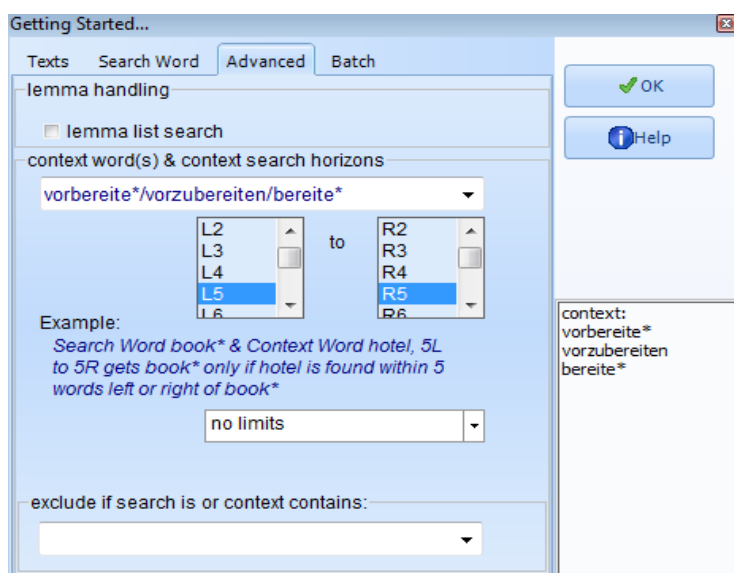 Getting Started...
Texts Search Word Advanced Batch
lemma handling
lemma list search
context word(s) & context search horizons
vorbereite*/vorzubereiten/bereite*
L2
L3
L4
L5
L6
to
R2
R3
R4
R5
R6
Example:
Search Word book* & Context Word hotel, 5L
to 5R gets book* only if hotel is found within 5
words left or right of book*
no limits
exclude if search is or context contains:
OK
Help
context:
vorbereite*
vorzubereiten
bereite*